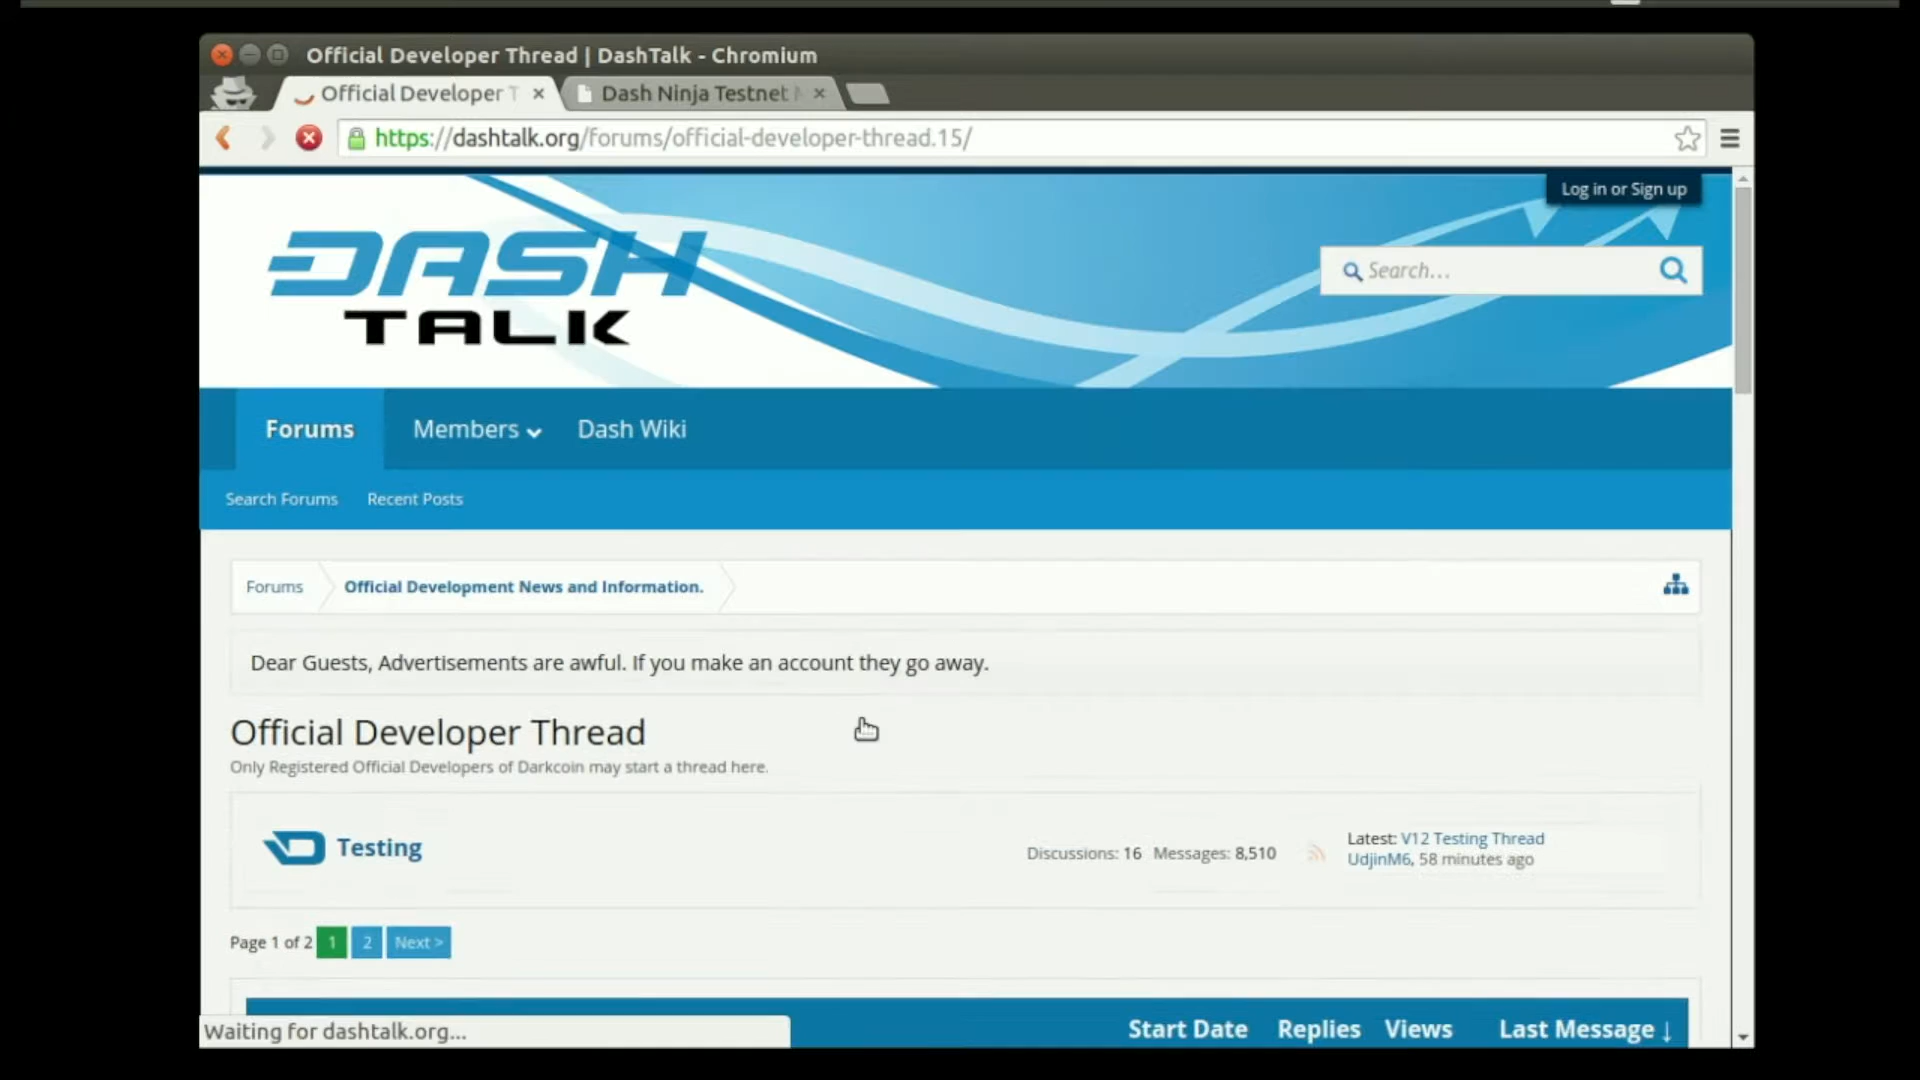 Official Developer Thread | DashTalk - Chromium
Official Developer T
Dash Ninja Testnet
https://dashtalk.org/forums/official-developer-thread.15/
Log in or Sign up
DASH
TALK
Search...
Forums
Members
Dash Wiki
Search Forums
Recent Posts
Forums
Official Development News and Information.
Dear Guests, Advertisements are awful. If you make an account they go away.
Official Developer Thread
Only Registered Official Developers of Darkcoin may start a thread here.
Testing
Discussions: 16 Messages: 8,510
Latest: V12 Testing Thread
UdjinM6, 58 minutes ago
Page 1 of 2 1 2 Next >
Start Date Replies Views Last Message ↓
Waiting for dashtalk.org...